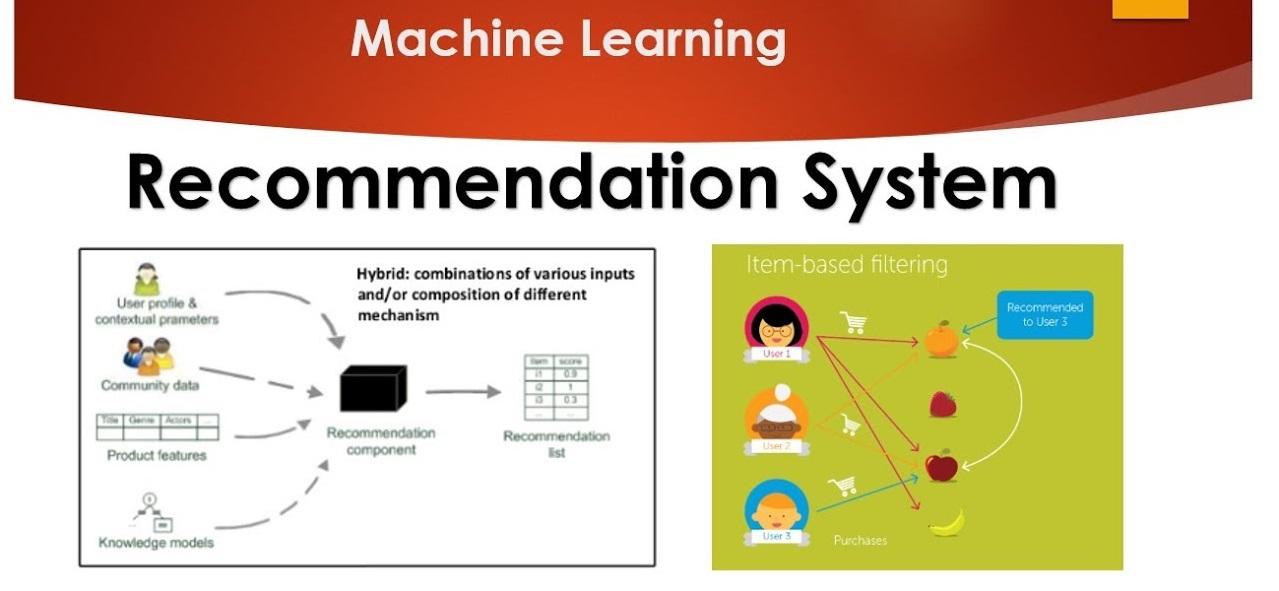 Machine Learning
Recommendation System
User profile &
contextual prameters
Community data
Title Genre Actors ...
Product features
Knowledge models
Hybrid: combinations of various inputs
and/or composition of different
mechanism
Recommendation
component
Item score
i1 0.9
i2 1
i3 0.3
... ...
Recommendation
list
Item-based filtering
User 1
User 2
User 3
Purchases
Recommended
to User 3